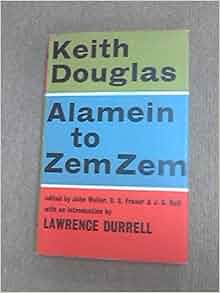 Keith
Douglas
Alamein
to
Zem Zem
edited by John Waller, G. S. Fraser & J. C. Hall
with an introduction by
LAWRENCE DURRELL